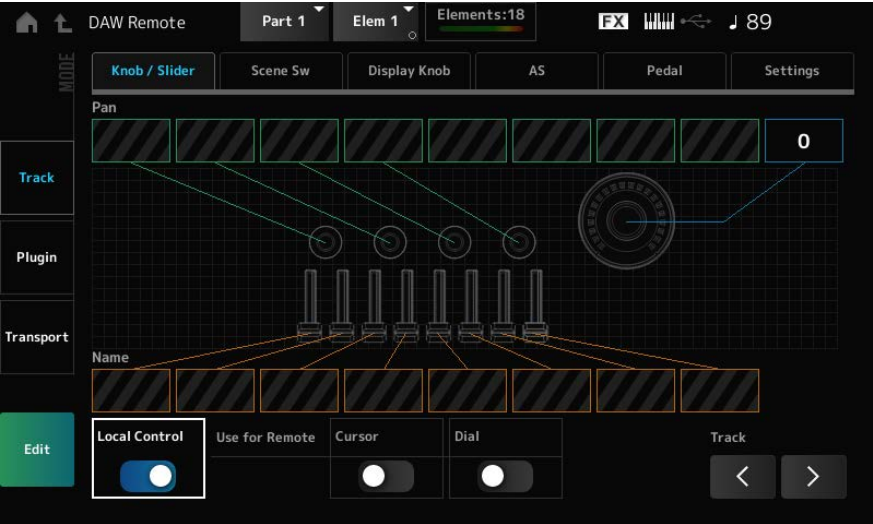 DAW Remote
Part 1
Elem 1
Elements:18
FX
♩ 89
MODE
Knob / Slider
Scene Sw
Display Knob
AS
Pedal
Settings
Pan
0
Track
Plugin
Transport
Name
Edit
Local Control
Use for Remote
Cursor
Dial
Track